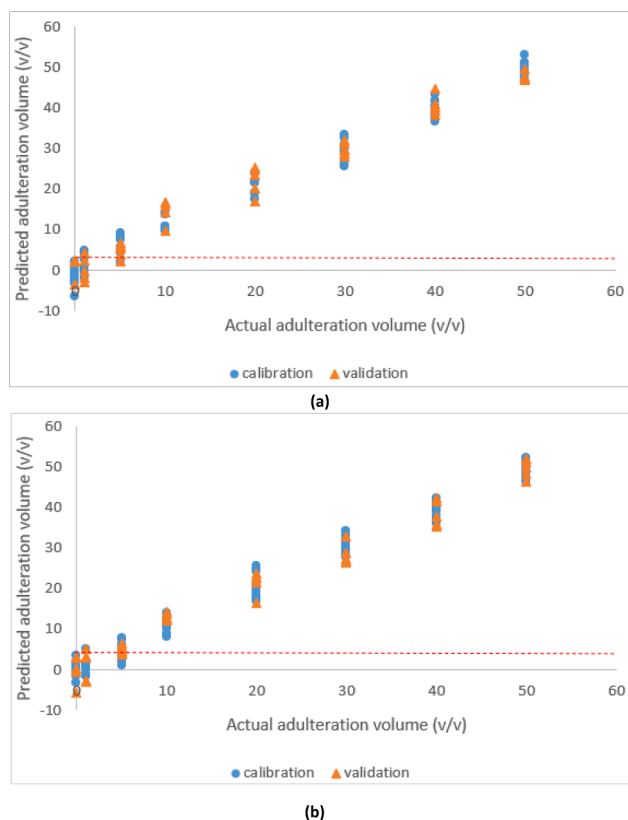 60
50
40
30
20
10
0
-10
Predicted adulteration volume (v/v)
0 10 20 30 40 50 60
Actual adulteration volume (v/v)
calibration validation
(a)
60
50
40
30
20
10
0
-10
Predicted adulteration volume (v/v)
0 10 20 30 40 50 60
Actual adulteration volume (v/v)
calibration validation
(b)